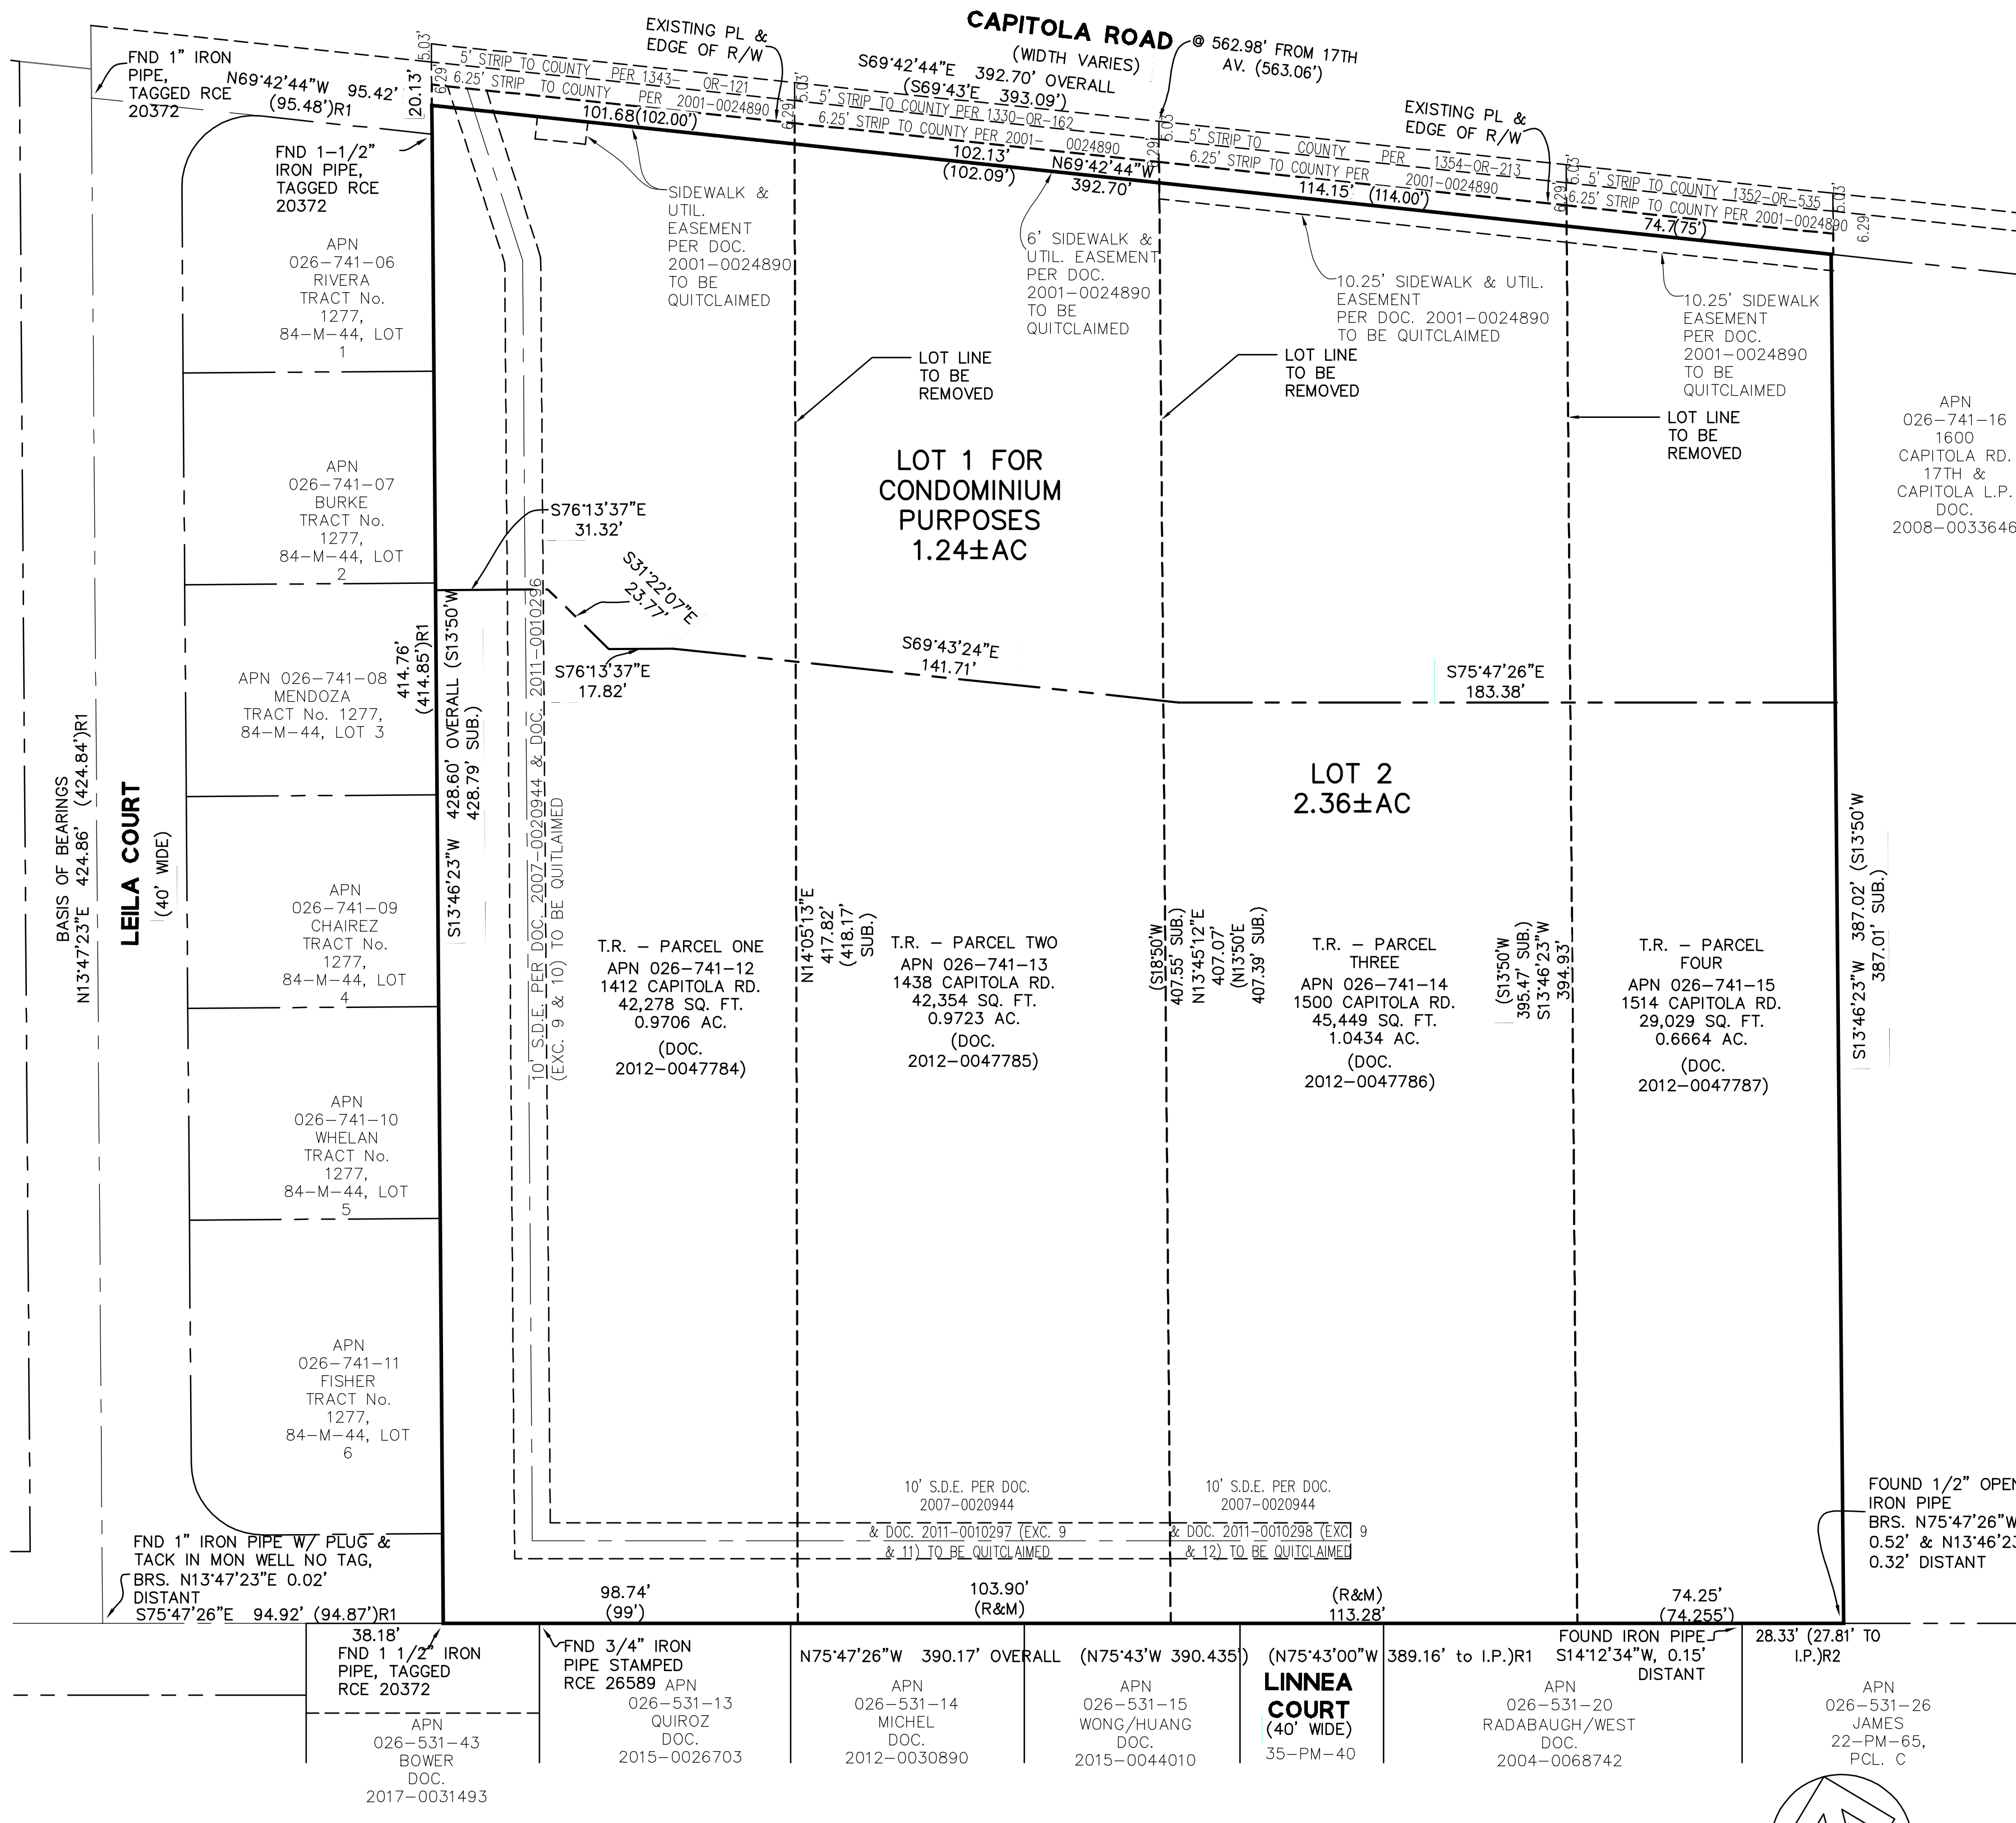 CAPITOLA ROAD
(WIDTH VARIES)
S69°42'44"E 392.70' OVERALL
(S69°43'E 393.09')
@ 562.98' FROM 17TH
AV. (563.06')
EXISTING PL &
EDGE OF R/W
EXISTING PL &
EDGE OF R/W
FND 1" IRON
PIPE,
TAGGED RCE
20372
N69°42'44"W 95.42'
(95.48')R1
20.13'
5.03'
6.29'
5' STRIP TO COUNTY PER 1343- OR-121
6.25' STRIP TO COUNTY PER 2001-0024890
101.68(102.00')
5.03'
6.29'
5' STRIP TO COUNTY PER 1330-OR-162
6.25' STRIP TO COUNTY PER 2001- 0024890
102.13'
(102.09')
N69°42'44"W
392.70'
5.03'
6.29'
5' STRIP TO COUNTY PER 1354-OR-213
6.25' STRIP TO COUNTY PER 2001-0024890
114.15' (114.00')
5.03'
6.29'
5' STRIP TO COUNTY 1352-OR-535
6.25' STRIP TO COUNTY PER 2001-0024890
74.7(75')
5.03'
6.29'
FND 1-1/2"
IRON PIPE,
TAGGED RCE
20372
SIDEWALK &
UTIL.
EASEMENT
PER DOC.
2001-0024890
TO BE
QUITCLAIMED
6' SIDEWALK &
UTIL. EASEMENT
PER DOC.
2001-0024890
TO BE
QUITCLAIMED
10.25' SIDEWALK & UTIL.
EASEMENT
PER DOC. 2001-0024890
TO BE QUITCLAIMED
10.25' SIDEWALK
EASEMENT
PER DOC.
2001-0024890
TO BE
QUITCLAIMED
LOT LINE
TO BE
REMOVED
LOT LINE
TO BE
REMOVED
LOT LINE
TO BE
REMOVED
APN
026-741-06
RIVERA
TRACT No.
1277,
84-M-44, LOT
1
APN
026-741-07
BURKE
TRACT No.
1277,
84-M-44, LOT
2
APN 026-741-08
MENDOZA
TRACT No. 1277,
84-M-44, LOT 3
APN
026-741-09
CHAIREZ
TRACT No.
1277,
84-M-44, LOT
4
APN
026-741-10
WHELAN
TRACT No.
1277,
84-M-44, LOT
5
APN
026-741-11
FISHER
TRACT No.
1277,
84-M-44, LOT
6
APN
026-741-16
1600
CAPITOLA RD.
17TH &
CAPITOLA L.P.
DOC.
2008-0033646
LOT 1 FOR
CONDOMINIUM
PURPOSES
1.24±AC
S76°13'37"E
31.32'
S31°22'07"E
23.77'
S76°13'37"E
17.82'
S69°43'24"E
141.71'
S75°47'26"E
183.38'
LOT 2
2.36±AC
BASIS OF BEARINGS
N13°47'23"E 424.86' (424.84')R1
LEILA COURT
(40' WIDE)
414.76'
(414.85')R1
S13°46'23"W 428.60' OVERALL (S13°50'W
428.79' SUB.)
10' S.D.E. PER DOC. 2007-0020944 & DOC. 2011-0010296
(EXC. 9 & 10) TO BE QUITLAIMED
T.R. - PARCEL ONE
APN 026-741-12
1412 CAPITOLA RD.
42,278 SQ. FT.
0.9706 AC.
(DOC.
2012-0047784)
N14°05'13"E
417.82'
(418.17'
SUB.)
T.R. - PARCEL TWO
APN 026-741-13
1438 CAPITOLA RD.
42,354 SQ. FT.
0.9723 AC.
(DOC.
2012-0047785)
(S18°50'W
407.55' SUB.)
N13°45'12"E
407.07'
(N13°50'E
407.39' SUB.)
T.R. - PARCEL
THREE
APN 026-741-14
1500 CAPITOLA RD.
45,449 SQ. FT.
1.0434 AC.
(DOC.
2012-0047786)
(S13°50'W
395.47' SUB.)
S13°46'23"W
394.93'
T.R. - PARCEL
FOUR
APN 026-741-15
1514 CAPITOLA RD.
29,029 SQ. FT.
0.6664 AC.
(DOC.
2012-0047787)
S13°46'23"W 387.02' (S13°50'W
387.01' SUB.)
10' S.D.E. PER DOC.
2007-0020944
& DOC. 2011-0010297 (EXC. 9
& 11) TO BE QUITCLAIMED
10' S.D.E. PER DOC.
2007-0020944
& DOC. 2011-0010298 (EXC. 9
& 12) TO BE QUITCLAIMED
FOUND 1/2" OPEN
IRON PIPE
BRS. N75°47'26"W
0.52' & N13°46'23
0.32' DISTANT
FND 1" IRON PIPE W/ PLUG &
TACK IN MON WELL NO TAG,
BRS. N13°47'23"E 0.02'
DISTANT
S75°47'26"E 94.92' (94.87')R1
98.74'
(99')
103.90'
(R&M)
(R&M)
113.28'
74.25'
(74.255')
38.18'
FND 1 1/2" IRON
PIPE, TAGGED
RCE 20372
FND 3/4" IRON
PIPE STAMPED
RCE 26589
N75°47'26"W 390.17' OVERALL (N75°43'W 390.435') (N75°43'00"W 389.16' to I.P.)R1
FOUND IRON PIPE
S14°12'34"W, 0.15'
DISTANT
28.33' (27.81' TO
I.P.)R2
APN
026-531-43
BOWER
DOC.
2017-0031493
APN
026-531-13
QUIROZ
DOC.
2015-0026703
APN
026-531-14
MICHEL
DOC.
2012-0030890
APN
026-531-15
WONG/HUANG
DOC.
2015-0044010
LINNEA
COURT
(40' WIDE)
35-PM-40
APN
026-531-20
RADABAUGH/WEST
DOC.
2004-0068742
APN
026-531-26
JAMES
22-PM-65,
PCL. C